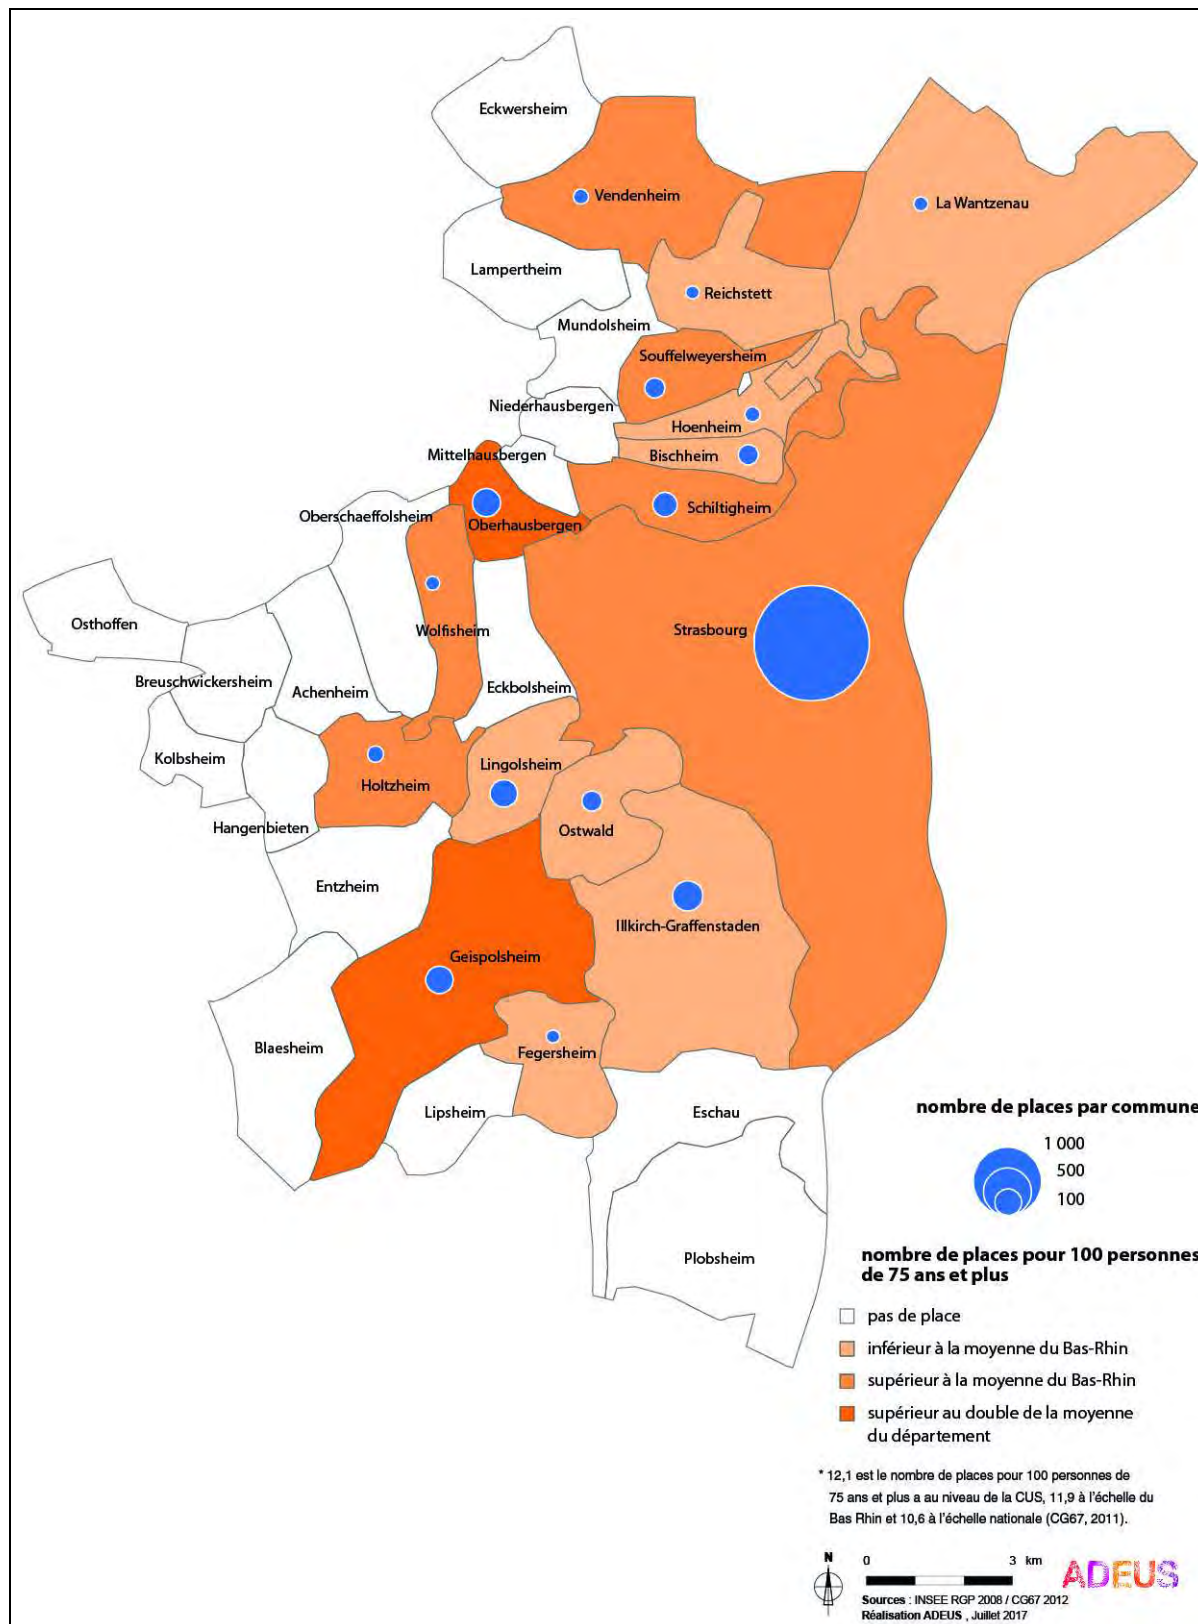 Eckwersheim
Vendenheim
La Wantzenau
Lampertheim
Reichstett
Mundolsheim
Souffelweyersheim
Niederhausbergen
Hoenheim
Mittelhausbergen
Bischheim
Oberschaeffolsheim
Oberhausbergen
Schiltigheim
Osthoffen
Wolfisheim
Strasbourg
Breuschwickersheim
Achenheim
Eckbolsheim
Kolbsheim
Holtzheim
Lingolsheim
Hangenbieten
Ostwald
Entzheim
Illkirch-Graffenstaden
Geispolsheim
Blaesheim
Fegersheim
Lipsheim
Eschau
Plobsheim
nombre de places par commune
1 000
500
100
nombre de places pour 100 personnes
de 75 ans et plus
pas de place
inférieur à la moyenne du Bas-Rhin
supérieur à la moyenne du Bas-Rhin
supérieur au double de la moyenne
du département
* 12,1 est le nombre de places pour 100 personnes de
75 ans et plus a au niveau de la CUS, 11,9 à l'échelle du
Bas Rhin et 10,6 à l'échelle nationale (CG67, 2011).
N
0 3 km
ADEUS
Sources : INSEE RGP 2008 / CG67 2012
Réalisation ADEUS , Juillet 2017